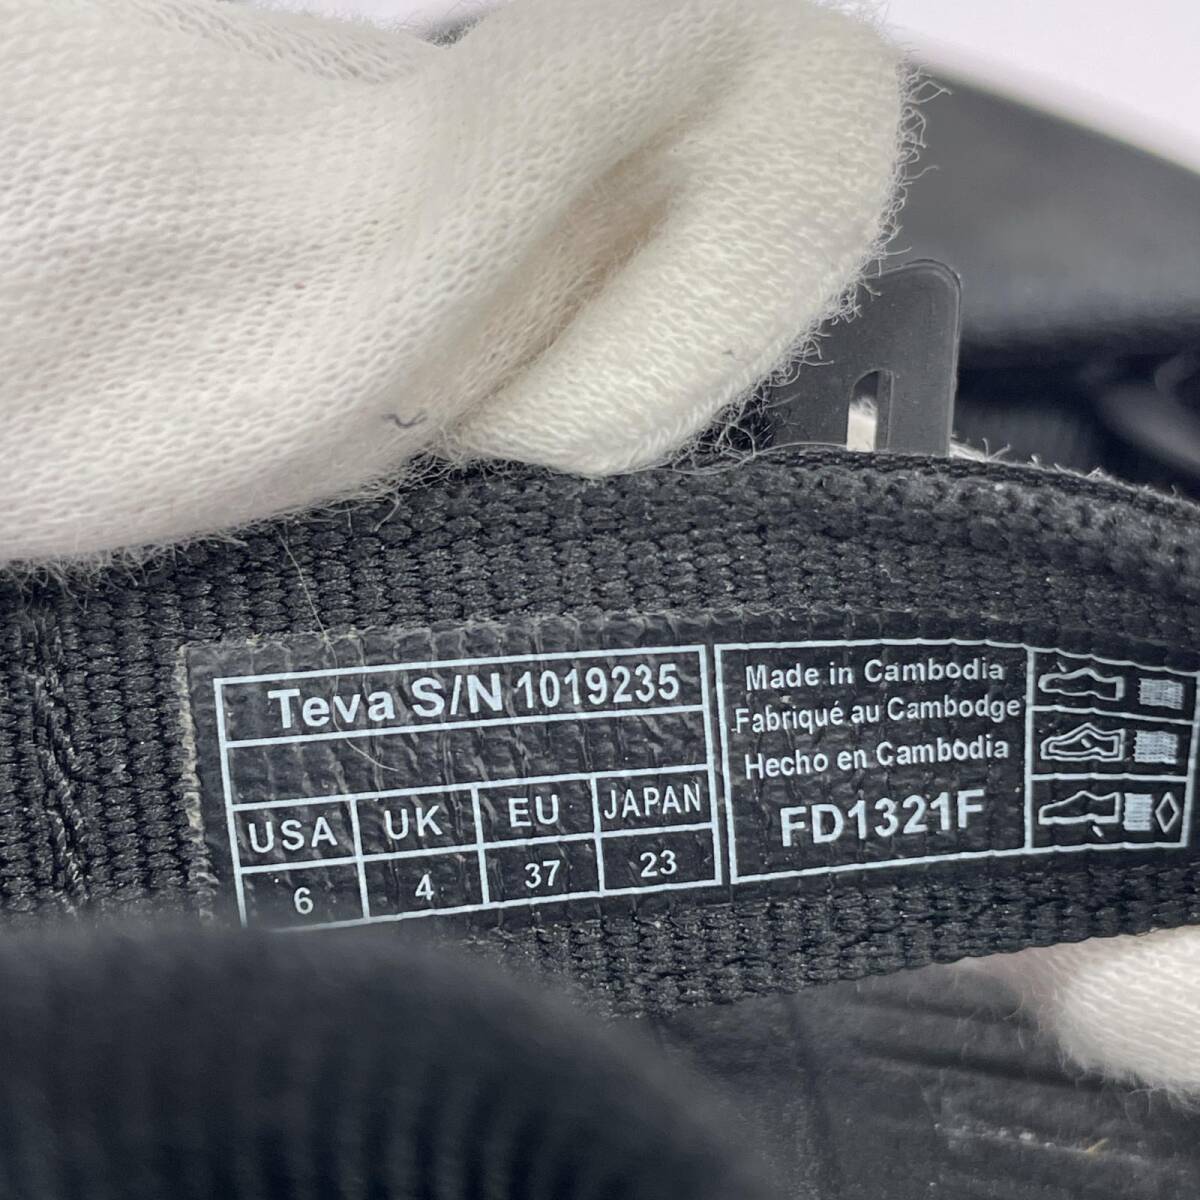 Teva S/N 1019235
USA UK EU JAPAN
6 4 37 23
Made in Cambodia
Fabriqué au Cambodge
Hecho en Cambodia
FD1321F